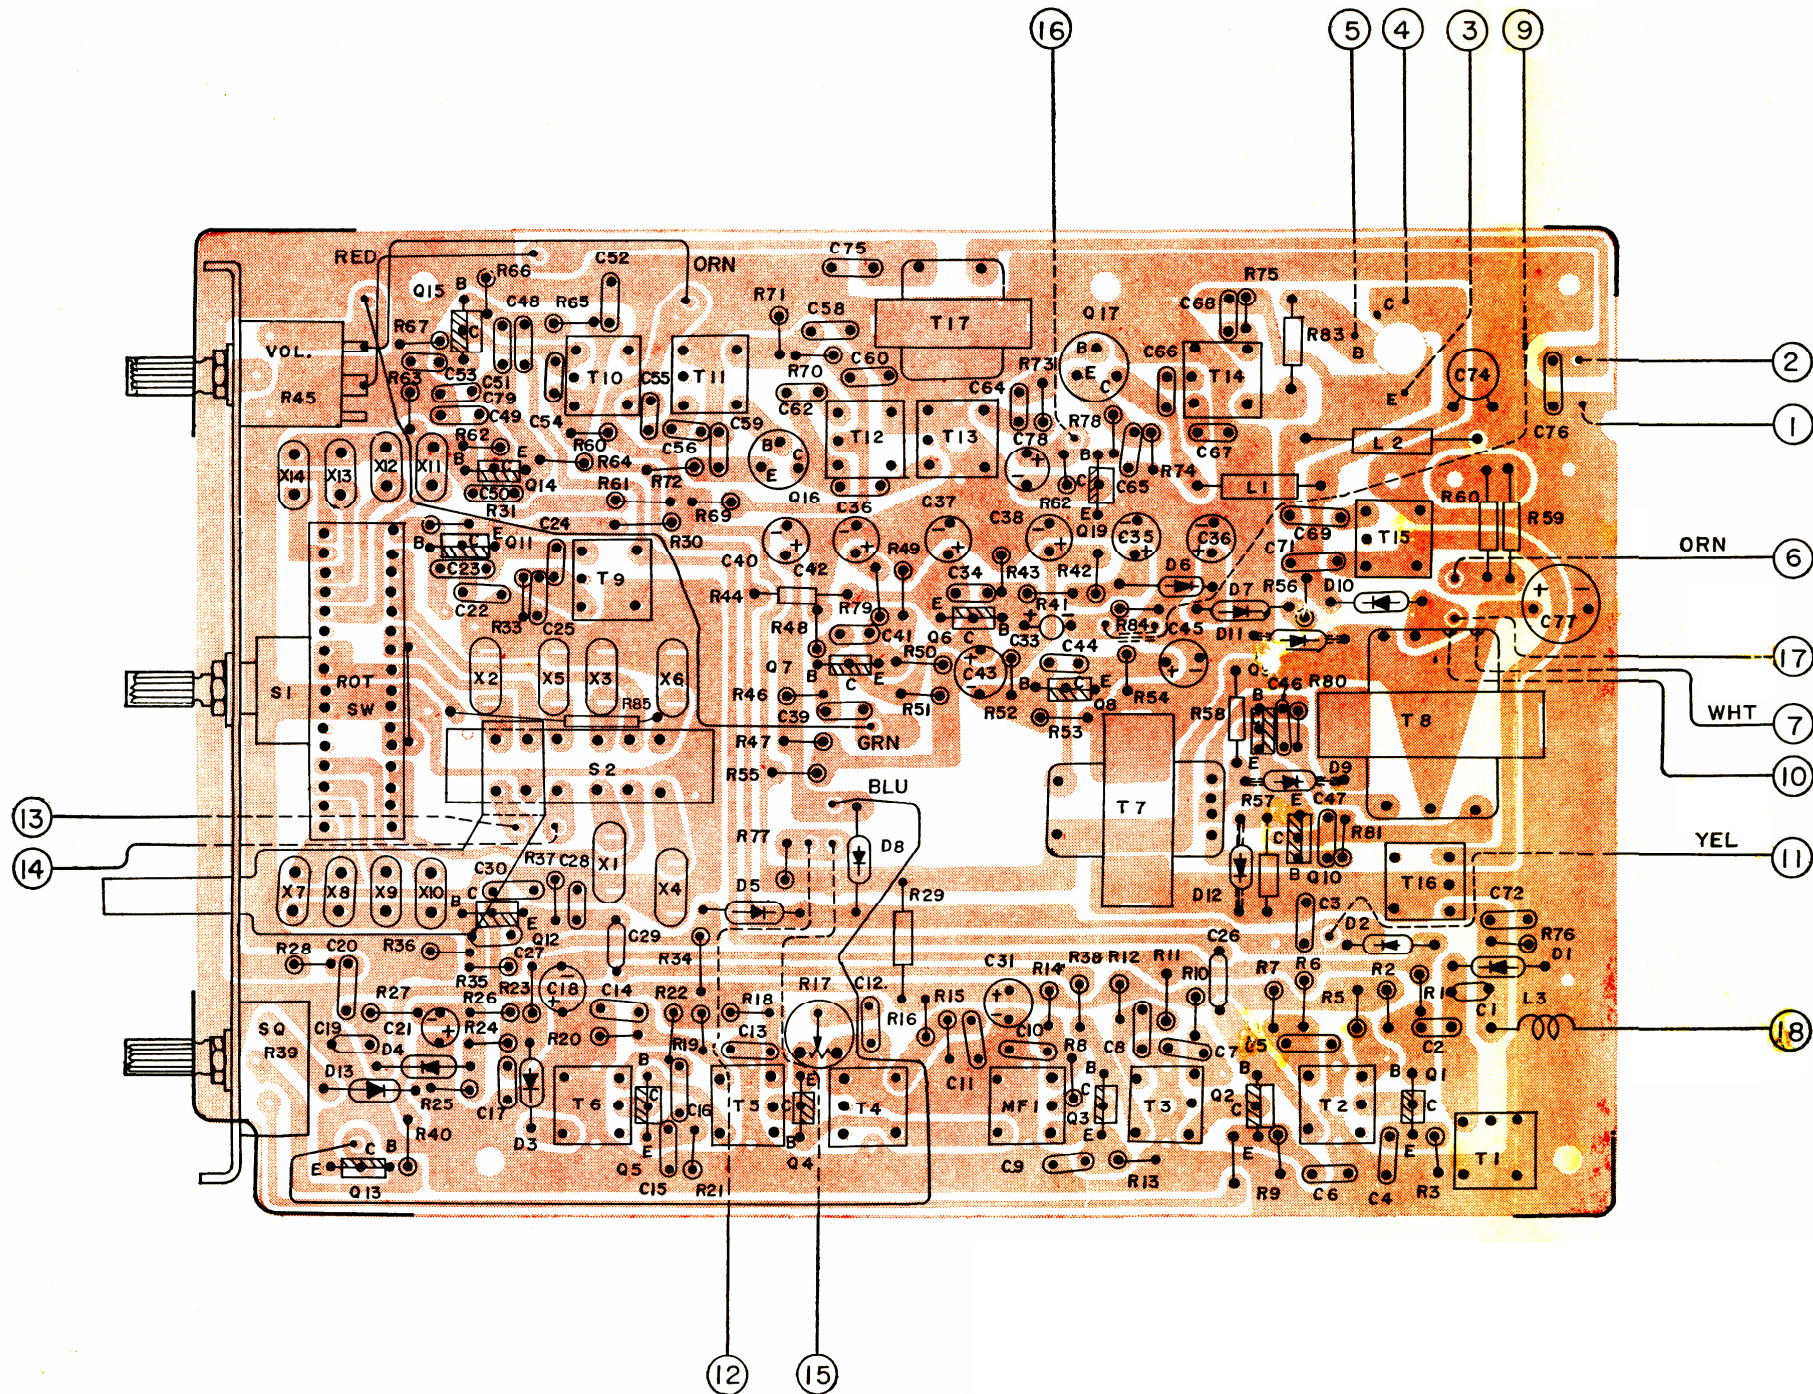 16 5 4 3 9
RED ORN C75
R66 C52 R75
Q15 B C48 R65 R71 C58 T17 Q17 C68 C
R67 C R83
VOL. B B
C53 T10 C55 T11 R70 C60 R73 E C66 T14 2
R63 C51 C79 C64 C74
R45 C49 C54 C62 R78 E
R62 R60 C56 C59 B T12 T13 C78 C67 L2 C76 1
X14 X13 X12 X11 B E R64 C E B R74
C50 Q14 R61 R72 Q16 C36 C37 R62 C C65 L1 R60
R31 C24 R69 C38 E R59
B C E Q11 R30 Q19 C35 C36 C69 T15 ORN
C40 C42 R49 C71 6
C23 T9 C34 R43 R42 D6 D7 R56 D10
C22 R44 R79 R41 C77
R33 C25 R48 C41 Q6 E C B C33 C44 R84 C45 D11
17
S1 ROT SW X2 X5 X3 X6 Q7 B C E R50 C43 E
R85 R46 R51 R52 B C Q8 R54 R58 C46 R80 T8
C39 R53 B WHT 7
R47 GRN E
S2 R55 D9 10
BLU T7 R57 E C47
13 R77 D8 C R81 YEL
14 R37 C28 X1 B Q10 T16 11
X7 X8 X9 X10 C30 C X4 D5 R29 D12 C3 C72
B E D2
R28 C20 R36 Q12 C29 R34 C26 R76
C27 D1
R35 R17 C12 C31 R14 R38 R12 R11 R10 R7 R6 R2
R27 R26 R23 C18 C14 R22 R18 R15 R5 R1 L3
SQ C19 C21 R24 R20 C13 R16 C10 C1 18
R39 D4 R19 R8 C8 C7 C5 C2
D13 B E C11 B B B Q1
R25 C17 T6 C C16 T5 C T4 MF1 Q3 C T3 Q2 C T2 C
R40 D3 E B E E E T1
E C B Q5 Q4 C9
Q13 C15 R21 R13 R9 C6 C4 R3
12 15